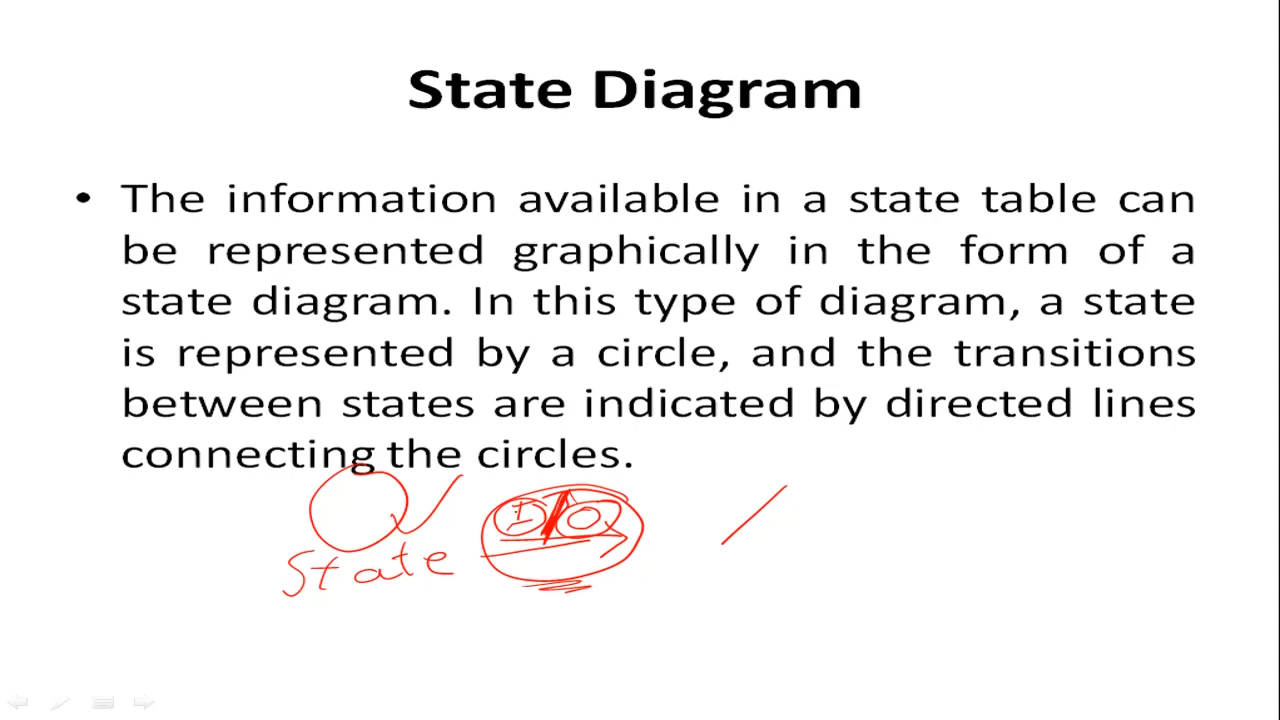 State Diagram
• The information available in a state table can
be represented graphically in the form of a
state diagram. In this type of diagram, a state
is represented by a circle, and the transitions
between states are indicated by directed lines
connecting the circles.
I/O
State